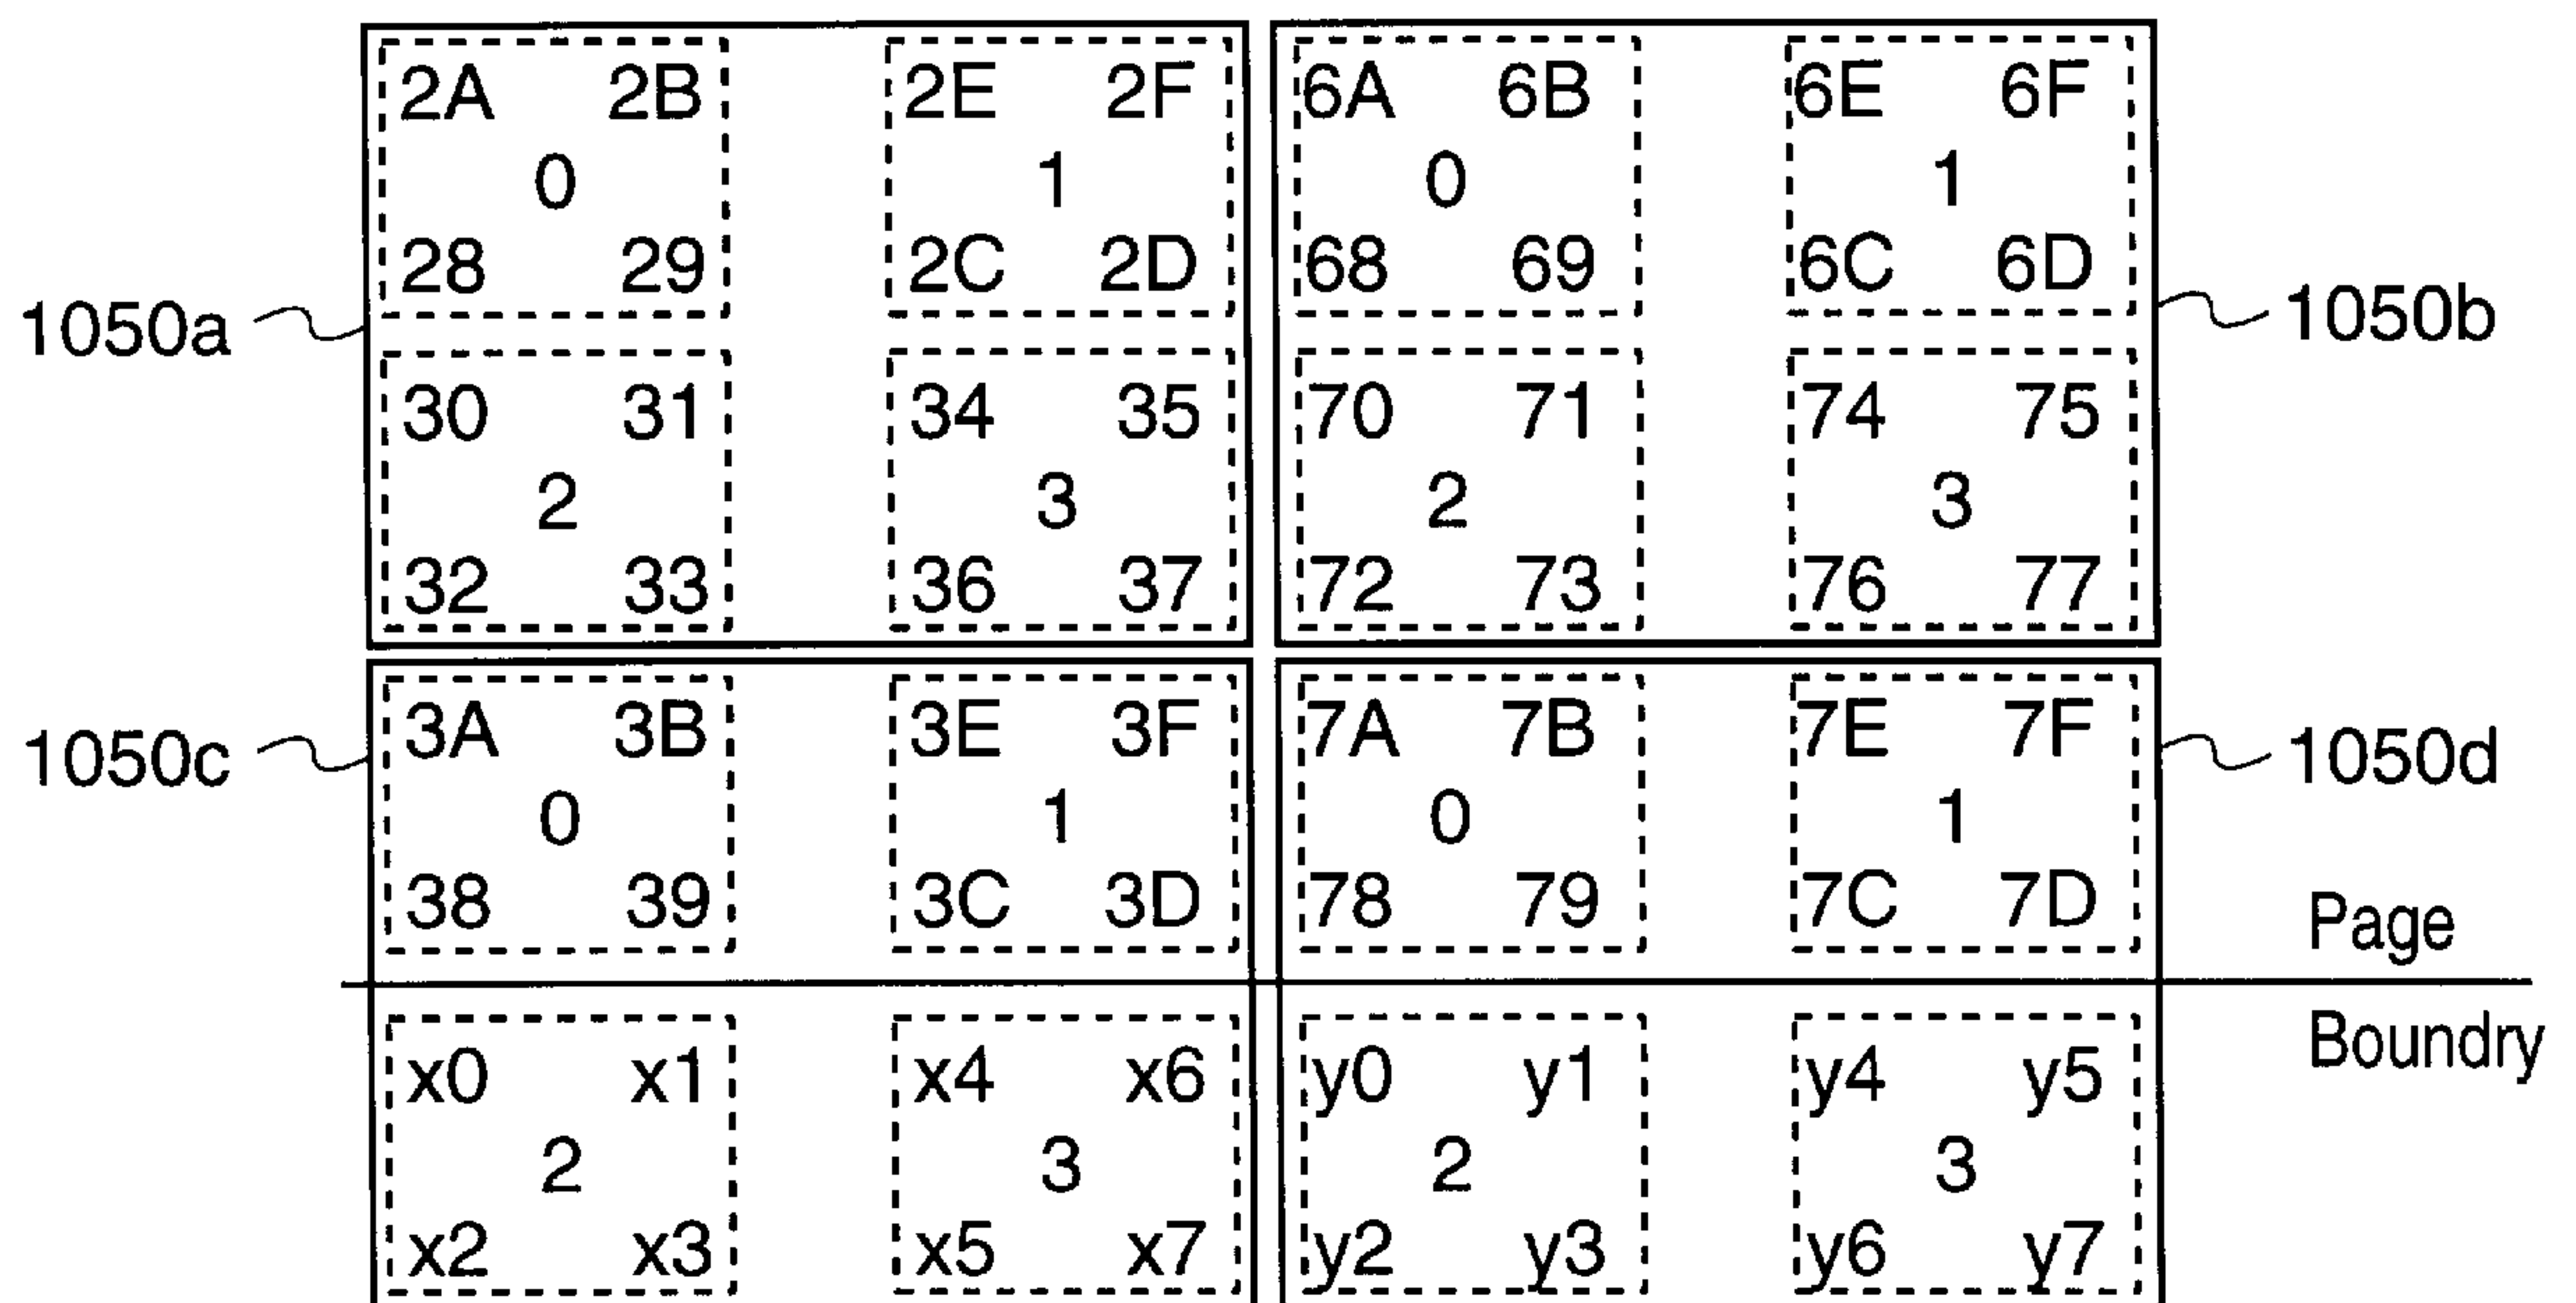 2A 2B 2E 2F 6A 6B 6E 6F
0 1 0 1
28 29 2C 2D 68 69 6C 6D
1050a 1050b
30 31 34 35 70 71 74 75
2 3 2 3
32 33 36 37 72 73 76 77
3A 3B 3E 3F 7A 7B 7E 7F
1050c 1050d
0 1 0 1
38 39 3C 3D 78 79 7C 7D
Page
Boundry
x0 x1 x4 x6 y0 y1 y4 y5
2 3 2 3
x2 x3 x5 x7 y2 y3 y6 y7